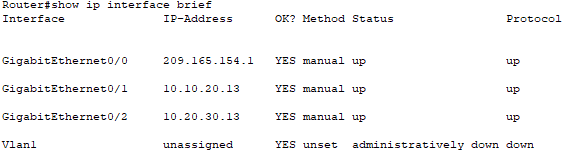 Router#show ip interface brief
Interface IP-Address OK? Method Status Protocol
GigabitEthernet0/0 209.165.154.1 YES manual up up
GigabitEthernet0/1 10.10.20.13 YES manual up up
GigabitEthernet0/2 10.20.30.13 YES manual up up
Vlan1 unassigned YES unset administratively down down